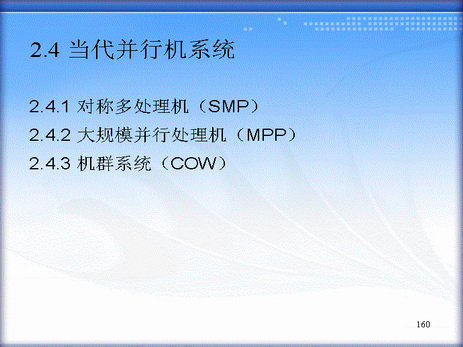 2.4 当代并行机系统
2.4.1 对称多处理机（SMP）
2.4.2 大规模并行处理机（MPP）
2.4.3 机群系统（COW）
160